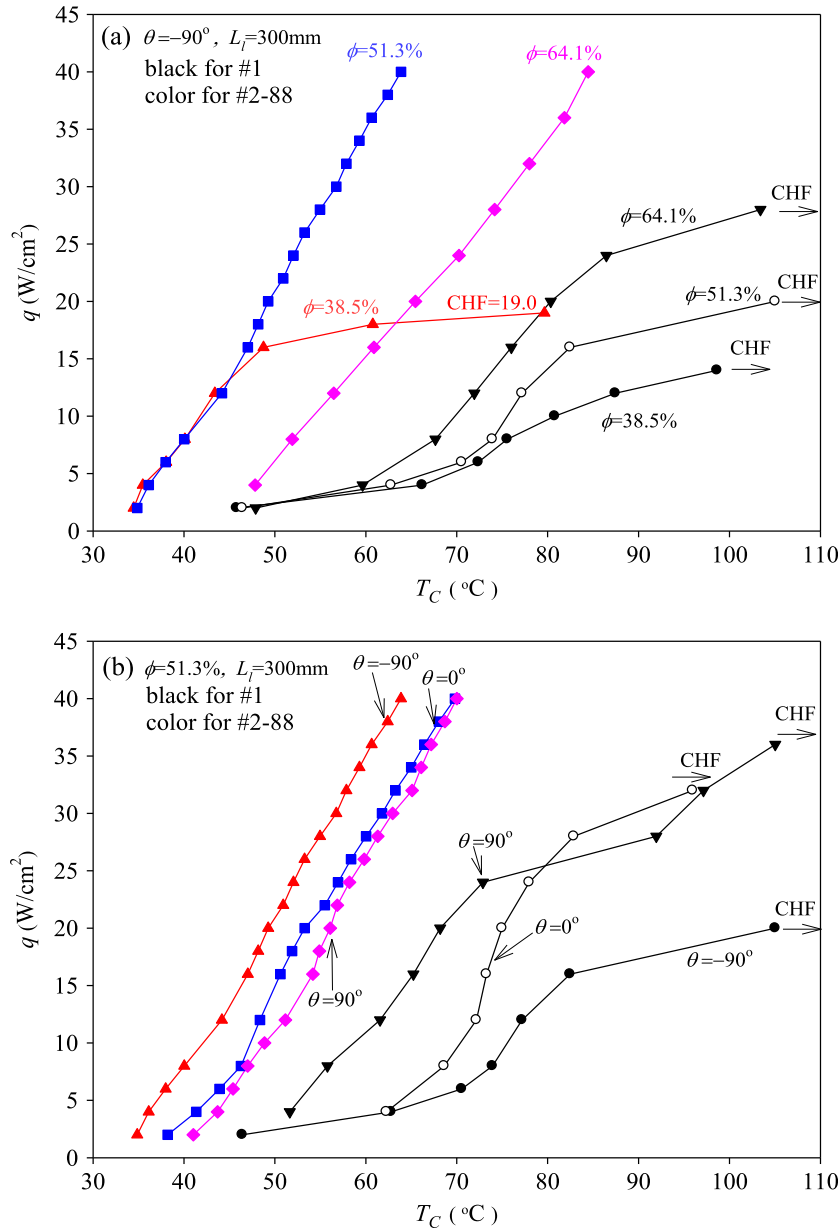 (a) θ=−90°, Lₗ=300mm
black for #1
color for #2-88
ϕ=51.3%
ϕ=64.1%
CHF
ϕ=64.1%
ϕ=38.5%
CHF=19.0
ϕ=51.3%
CHF
CHF
ϕ=38.5%
45
40
35
30
25
20
15
10
5
0
q (W/cm²)
30 40 50 60 70 80 90 100 110
T_C ( °C)
(b) ϕ=51.3%, Lₗ=300mm
black for #1
color for #2-88
θ=−90°
θ=0°
CHF
CHF
θ=90°
θ=0°
CHF
θ=−90°
θ=90°
45
40
35
30
25
20
15
10
5
0
q (W/cm²)
30 40 50 60 70 80 90 100 110
T_C ( °C)